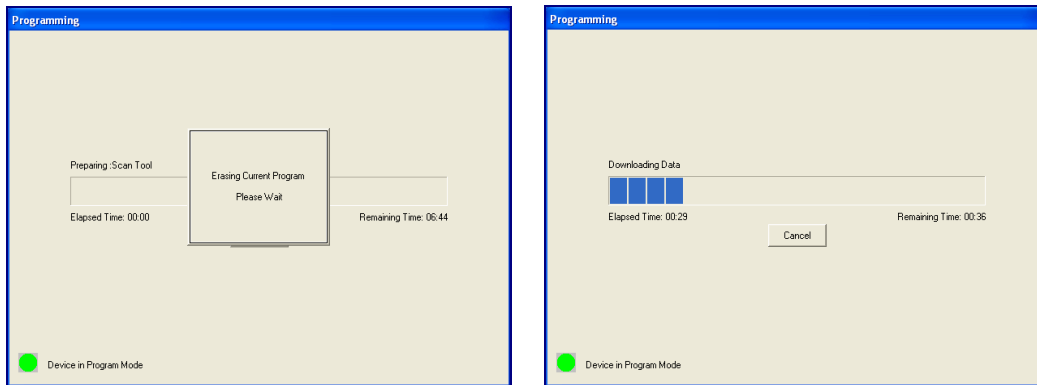 Programming
Preparing :Scan Tool
Erasing Current Program
Please Wait
Elapsed Time: 00:00
Remaining Time: 06:44
Device in Program Mode
Programming
Downloading Data
Elapsed Time: 00:29
Remaining Time: 00:36
Cancel
Device in Program Mode